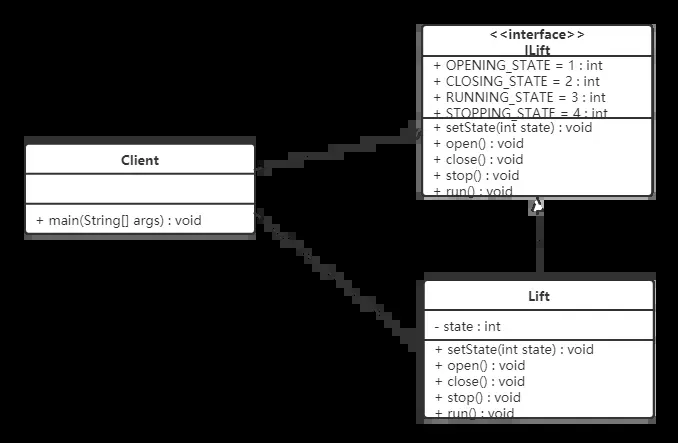 <<interface>>
ILift
+ OPENING_STATE = 1 : int
+ CLOSING_STATE = 2 : int
+ RUNNING_STATE = 3 : int
+ STOPPING_STATE = 4 : int
+ setState(int state) : void
+ open() : void
+ close() : void
+ stop() : void
+ run() : void
Client
+ main(String[] args) : void
Lift
- state : int
+ setState(int state) : void
+ open() : void
+ close() : void
+ stop() : void
+ run() : void